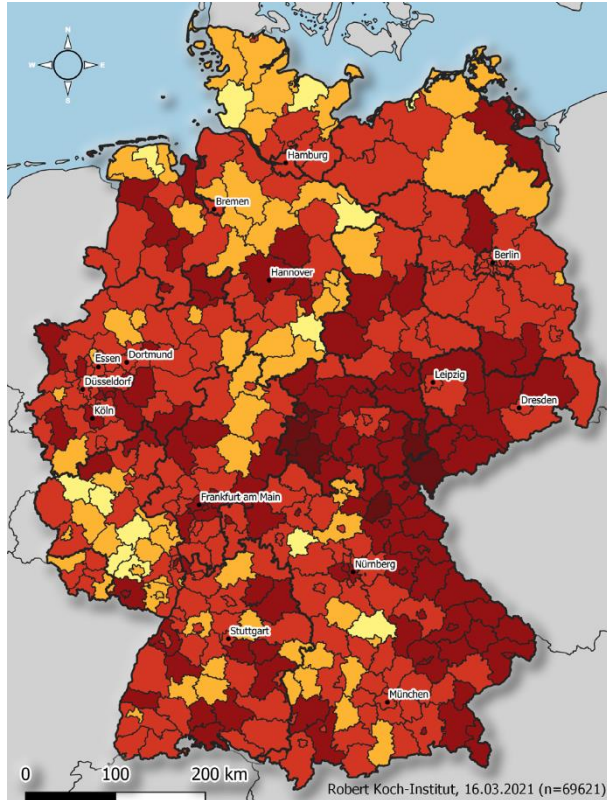 Hamburg
Bremen
Berlin
Hannover
Essen
Dortmund
Düsseldorf
Leipzig
Köln
Dresden
Frankfurt am Main
Nürnberg
Stuttgart
München
0 100 200 km
Robert Koch-Institut, 16.03.2021 (n=69621)